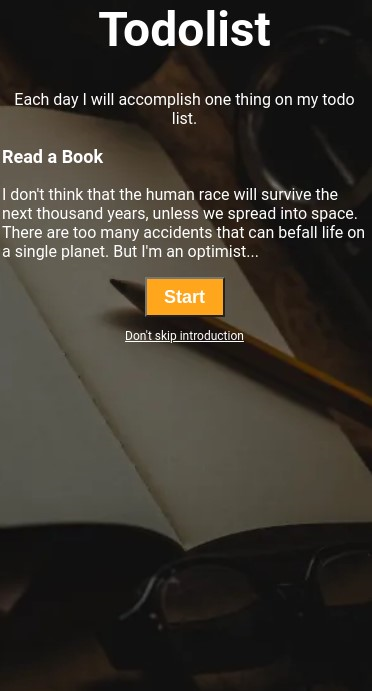 Todolist
Each day I will accomplish one thing on my todo
list.
Read a Book
I don't think that the human race will survive the
next thousand years, unless we spread into space.
There are too many accidents that can befall life on
a single planet. But I'm an optimist...
Start
Don't skip introduction